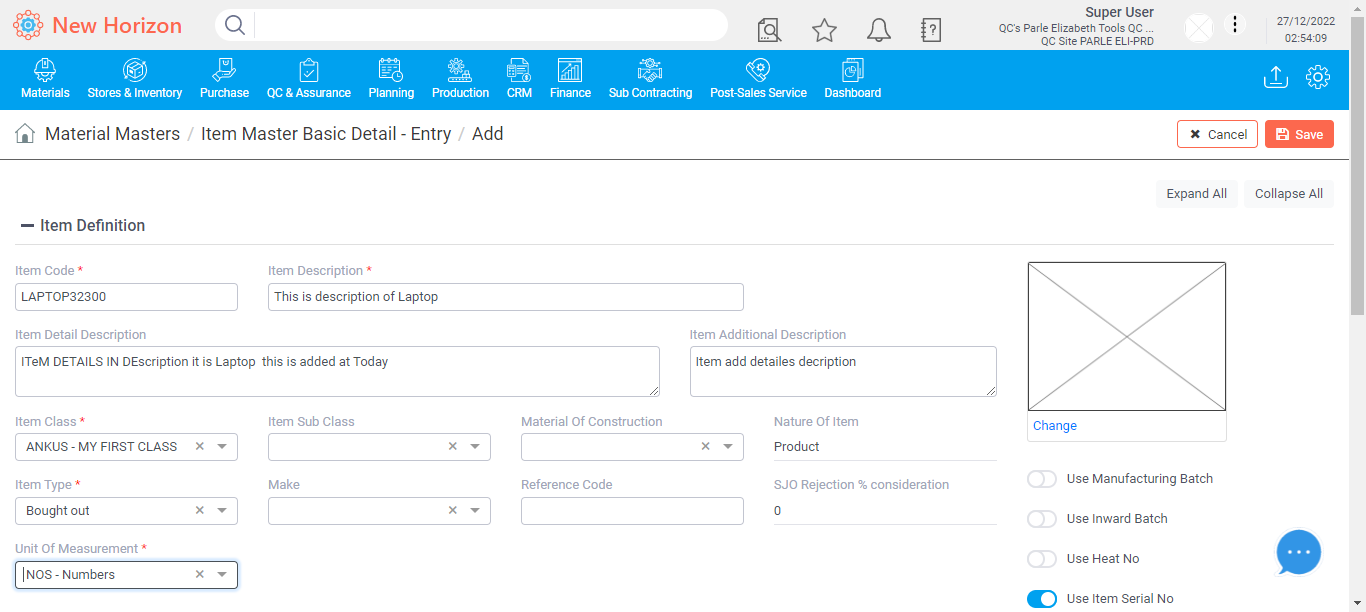 New Horizon
Super User
QC's Parle Elizabeth Tools QC ...
QC Site PARLE ELI-PRD
27/12/2022
02:54:09
Materials
Stores & Inventory
Purchase
QC & Assurance
Planning
Production
CRM
Finance
Sub Contracting
Post-Sales Service
Dashboard
Material Masters / Item Master Basic Detail - Entry / Add
Cancel
Save
Expand All
Collapse All
Item Definition
Item Code *
Item Description *
LAPTOP32300
This is description of Laptop
Item Detail Description
Item Additional Description
ITeM DETAILS IN DEscription it is Laptop  this is added at Today
Item add detailes decription
Item Class *
Item Sub Class
Material Of Construction
Nature Of Item
ANKUS - MY FIRST CLASS
Product
Change
Item Type *
Make
Reference Code
SJO Rejection % consideration
Bought out
0
Unit Of Measurement *
NOS - Numbers
Use Manufacturing Batch
Use Inward Batch
Use Heat No
Use Item Serial No